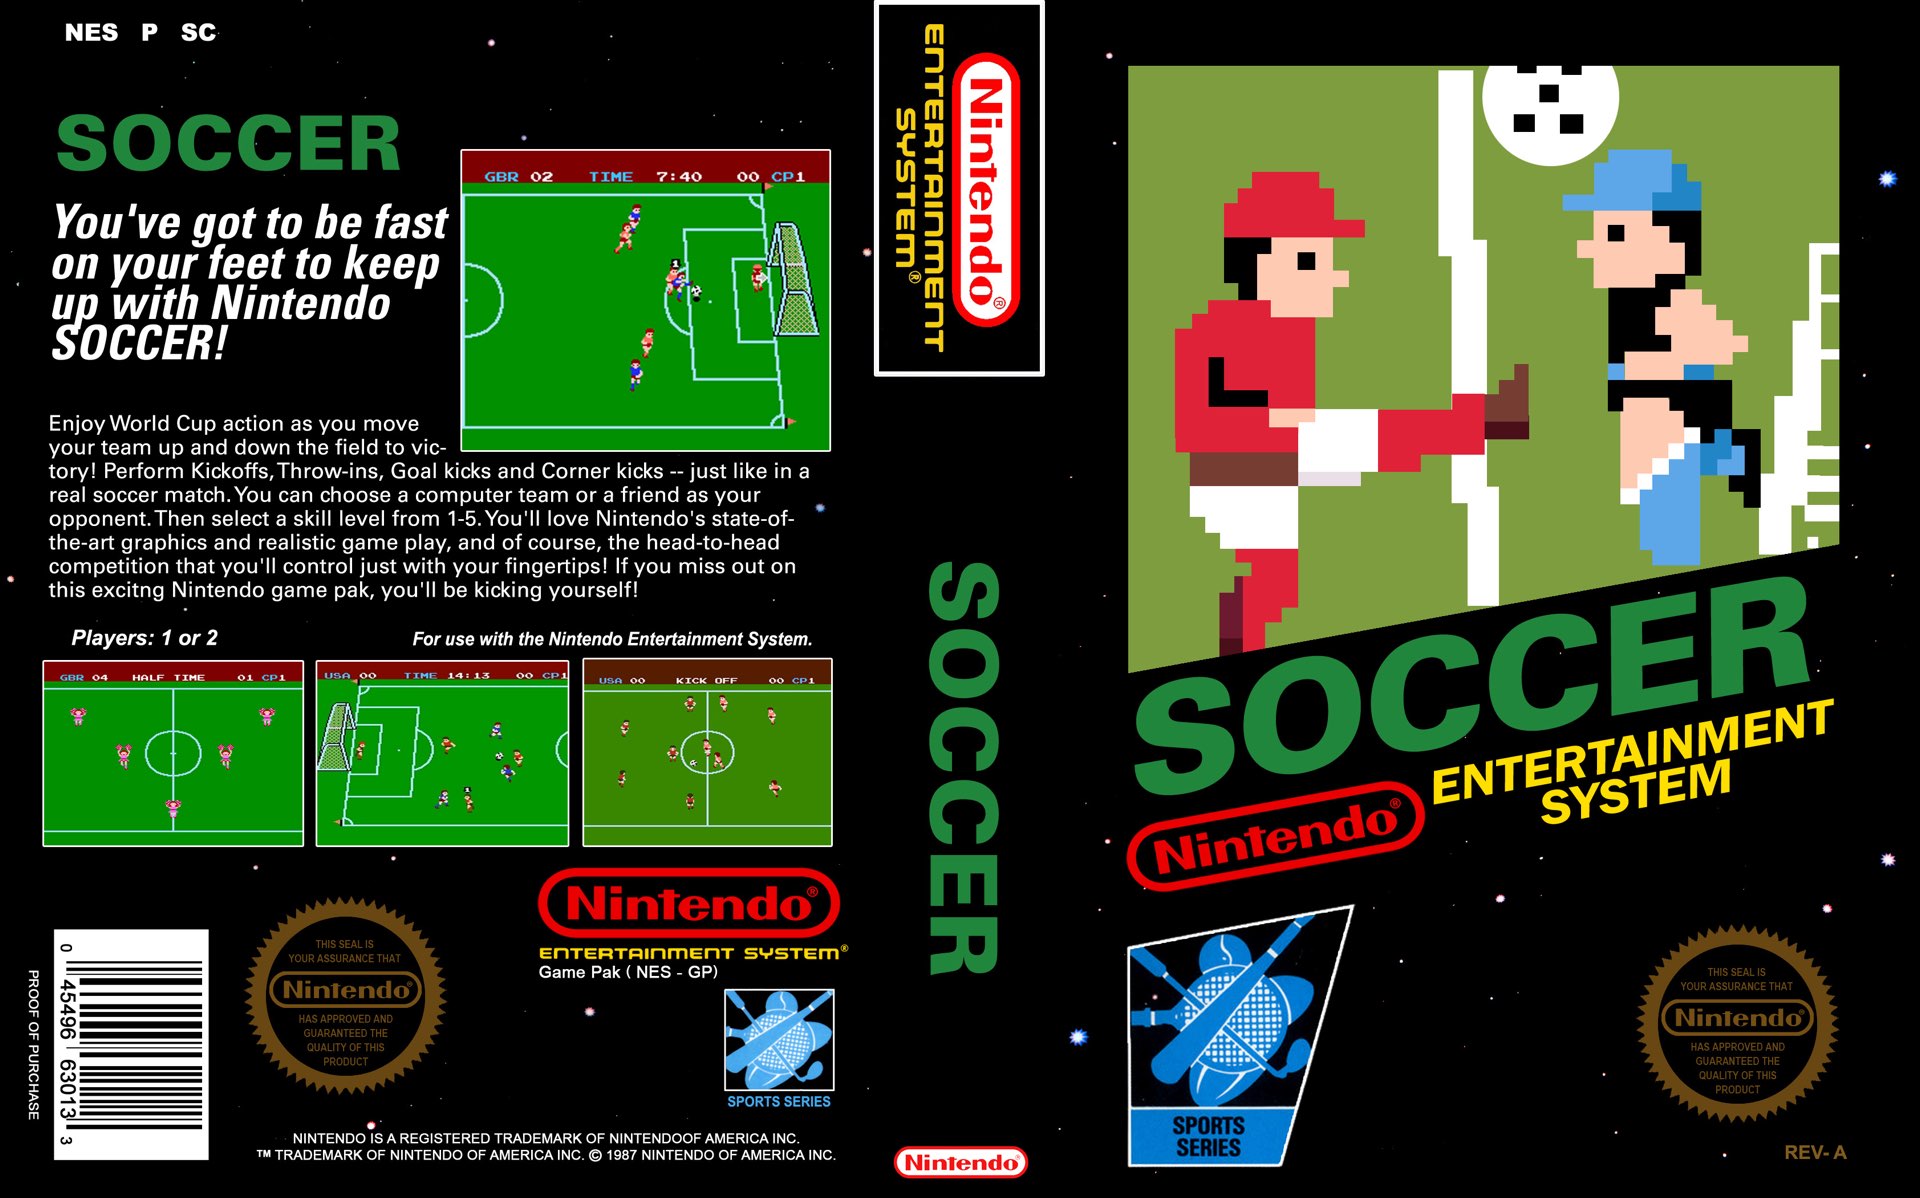 NES P SC
SOCCER
You've got to be fast
on your feet to keep
up with Nintendo
SOCCER!
GBR 02 TIME 7:40 00 CP1
1
Enjoy World Cup action as you move
your team up and down the field to vic-
tory! Perform Kickoffs, Throw-ins, Goal kicks and Corner kicks -- just like in a
real soccer match. You can choose a computer team or a friend as your
opponent. Then select a skill level from 1-5. You'll love Nintendo's state-of-
the-art graphics and realistic game play, and of course, the head-to-head
competition that you'll control just with your fingertips! If you miss out on
this excitng Nintendo game pak, you'll be kicking yourself!
Players: 1 or 2
For use with the Nintendo Entertainment System.
GBR 04 HALF TIME 01 CP1
USA 00 TIME 14:13 00 CP1
1
USA 00 KICK OFF 00 CP1
PROOF OF PURCHASE
0 45496 63013 3
THIS SEAL IS
YOUR ASSURANCE THAT
Nintendo®
HAS APPROVED AND
GUARANTEED THE
QUALITY OF THIS
PRODUCT
Nintendo®
ENTERTAINMENT SYSTEM®
Game Pak ( NES - GP)
SPORTS SERIES
NINTENDO IS A REGISTERED TRADEMARK OF NINTENDOOF AMERICA INC.
™ TRADEMARK OF NINTENDO OF AMERICA INC. © 1987 NINTENDO OF AMERICA INC.
Nintendo®
ENTERTAINMENT
SYSTEM®
SOCCER
Nintendo®
SOCCER
Nintendo®
ENTERTAINMENT
SYSTEM
SPORTS
SERIES
THIS SEAL IS
YOUR ASSURANCE THAT
Nintendo®
HAS APPROVED AND
GUARANTEED THE
QUALITY OF THIS
PRODUCT
REV- A